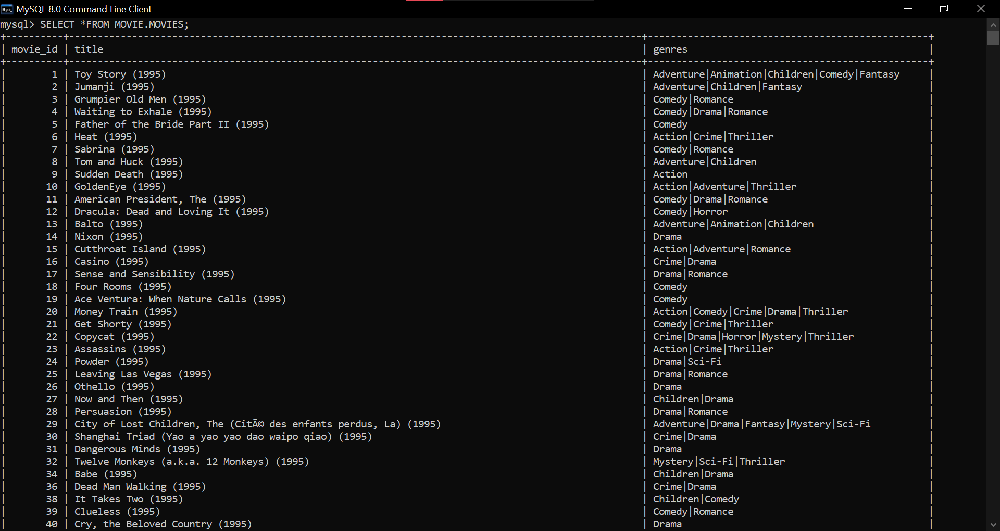 MySQL 8.0 Command Line Client
mysql> SELECT *FROM MOVIE.MOVIES;
+----------+-----------------------------------------------------------------------------------------------------+-------------------------------------------------+
| movie_id | title | genres |
+----------+-----------------------------------------------------------------------------------------------------+-------------------------------------------------+
| 1 | Toy Story (1995) | Adventure|Animation|Children|Comedy|Fantasy |
| 2 | Jumanji (1995) | Adventure|Children|Fantasy |
| 3 | Grumpier Old Men (1995) | Comedy|Romance |
| 4 | Waiting to Exhale (1995) | Comedy|Drama|Romance |
| 5 | Father of the Bride Part II (1995) | Comedy |
| 6 | Heat (1995) | Action|Crime|Thriller |
| 7 | Sabrina (1995) | Comedy|Romance |
| 8 | Tom and Huck (1995) | Adventure|Children |
| 9 | Sudden Death (1995) | Action |
| 10 | GoldenEye (1995) | Action|Adventure|Thriller |
| 11 | American President, The (1995) | Comedy|Drama|Romance |
| 12 | Dracula: Dead and Loving It (1995) | Comedy|Horror |
| 13 | Balto (1995) | Adventure|Animation|Children |
| 14 | Nixon (1995) | Drama |
| 15 | Cutthroat Island (1995) | Action|Adventure|Romance |
| 16 | Casino (1995) | Crime|Drama |
| 17 | Sense and Sensibility (1995) | Drama|Romance |
| 18 | Four Rooms (1995) | Comedy |
| 19 | Ace Ventura: When Nature Calls (1995) | Comedy |
| 20 | Money Train (1995) | Action|Comedy|Crime|Drama|Thriller |
| 21 | Get Shorty (1995) | Comedy|Crime|Thriller |
| 22 | Copycat (1995) | Crime|Drama|Horror|Mystery|Thriller |
| 23 | Assassins (1995) | Action|Crime|Thriller |
| 24 | Powder (1995) | Drama|Sci-Fi |
| 25 | Leaving Las Vegas (1995) | Drama|Romance |
| 26 | Othello (1995) | Drama |
| 27 | Now and Then (1995) | Children|Drama |
| 28 | Persuasion (1995) | Drama|Romance |
| 29 | City of Lost Children, The (CitÃ© des enfants perdus, La) (1995) | Adventure|Drama|Fantasy|Mystery|Sci-Fi |
| 30 | Shanghai Triad (Yao a yao yao dao waipo qiao) (1995) | Crime|Drama |
| 31 | Dangerous Minds (1995) | Drama |
| 32 | Twelve Monkeys (a.k.a. 12 Monkeys) (1995) | Mystery|Sci-Fi|Thriller |
| 34 | Babe (1995) | Children|Drama |
| 36 | Dead Man Walking (1995) | Crime|Drama |
| 38 | It Takes Two (1995) | Children|Comedy |
| 39 | Clueless (1995) | Comedy|Romance |
| 40 | Cry, the Beloved Country (1995) | Drama |